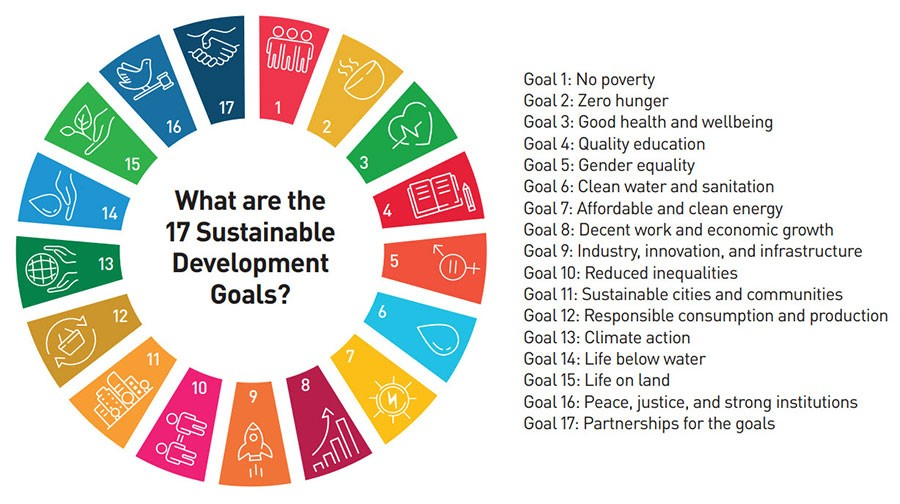 What are the
17 Sustainable
Development
Goals?
1
2
3
4
5
6
7
8
9
10
11
12
13
14
15
16
17
Goal 1: No poverty
Goal 2: Zero hunger
Goal 3: Good health and wellbeing
Goal 4: Quality education
Goal 5: Gender equality
Goal 6: Clean water and sanitation
Goal 7: Affordable and clean energy
Goal 8: Decent work and economic growth
Goal 9: Industry, innovation, and infrastructure
Goal 10: Reduced inequalities
Goal 11: Sustainable cities and communities
Goal 12: Responsible consumption and production
Goal 13: Climate action
Goal 14: Life below water
Goal 15: Life on land
Goal 16: Peace, justice, and strong institutions
Goal 17: Partnerships for the goals